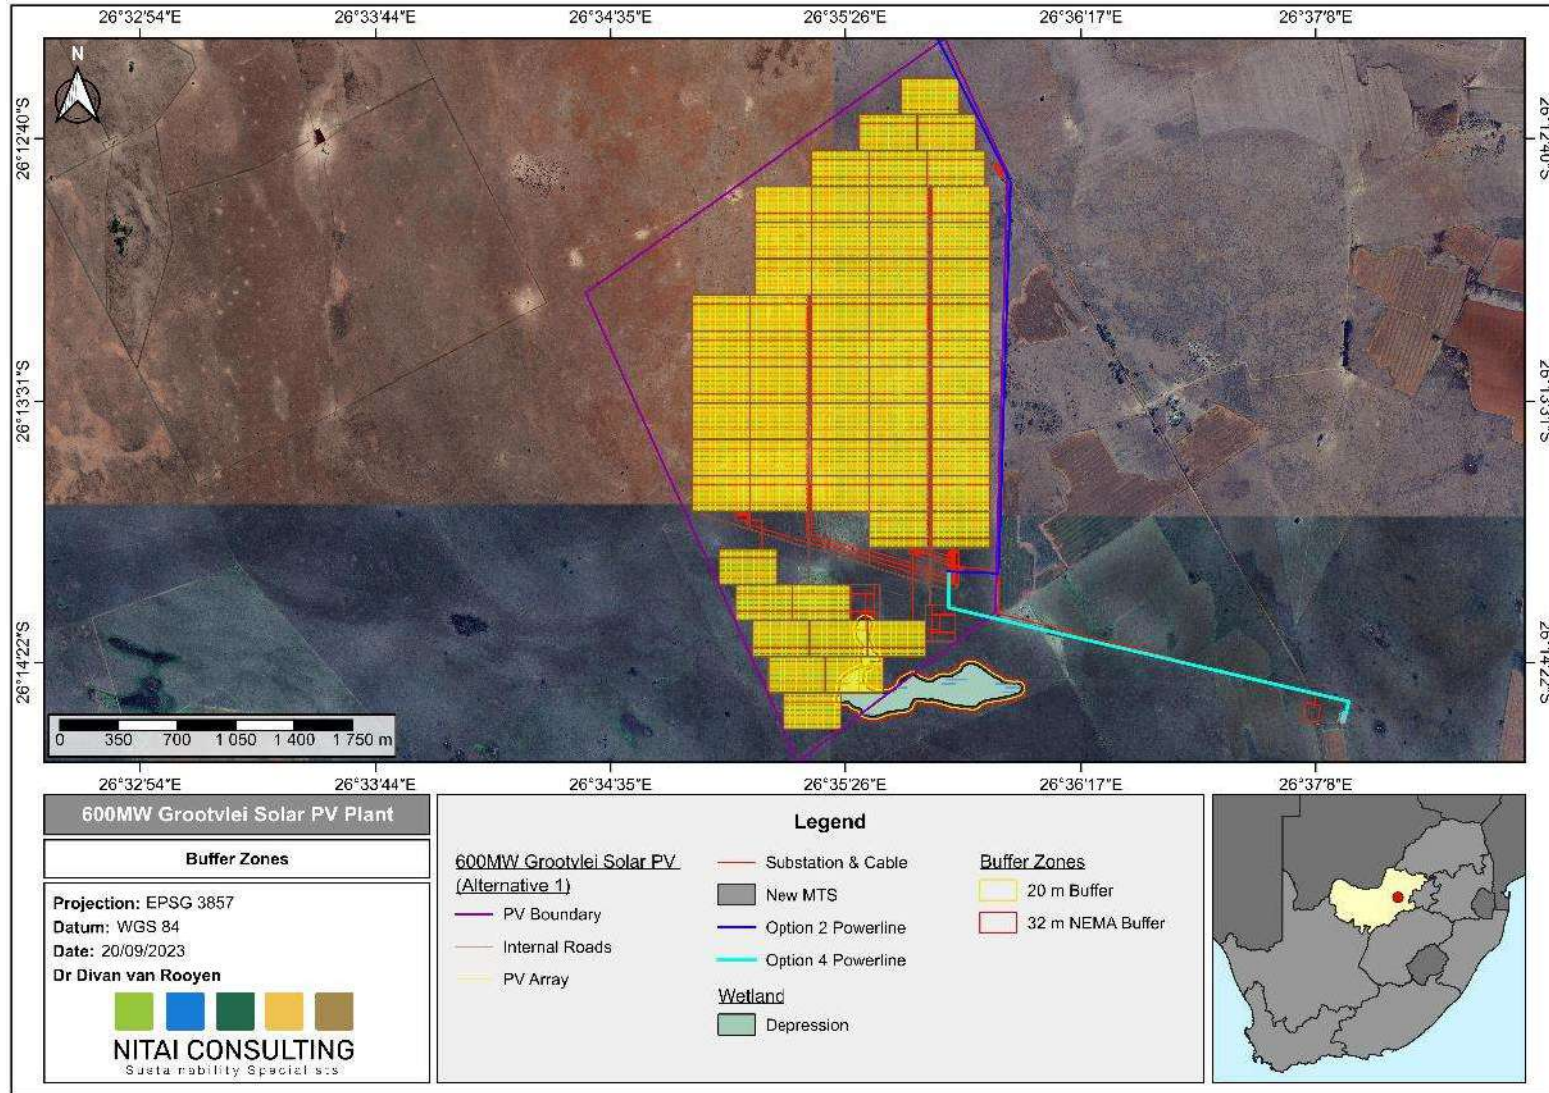 26°32'54"E 26°33'44"E 26°34'35"E 26°35'26"E 26°36'17"E 26°37'8"E
N
26°12'40"S 26°12'40"S
26°13'31"S 26°13'31"S
26°14'22"S 26°14'22"S
0 350 700 1 050 1 400 1 750 m
26°32'54"E 26°33'44"E 26°34'35"E 26°35'26"E 26°36'17"E 26°37'8"E
600MW Grootvlei Solar PV Plant
Buffer Zones
Projection: EPSG 3857
Datum: WGS 84
Date: 20/09/2023
Dr Divan van Rooyen
NITAI CONSULTING
Sustainability Specialists
Legend
600MW Grootvlei Solar PV
(Alternative 1)
PV Boundary
Internal Roads
PV Array
Substation & Cable
New MTS
Option 2 Powerline
Option 4 Powerline
Wetland
Depression
Buffer Zones
20 m Buffer
32 m NEMA Buffer